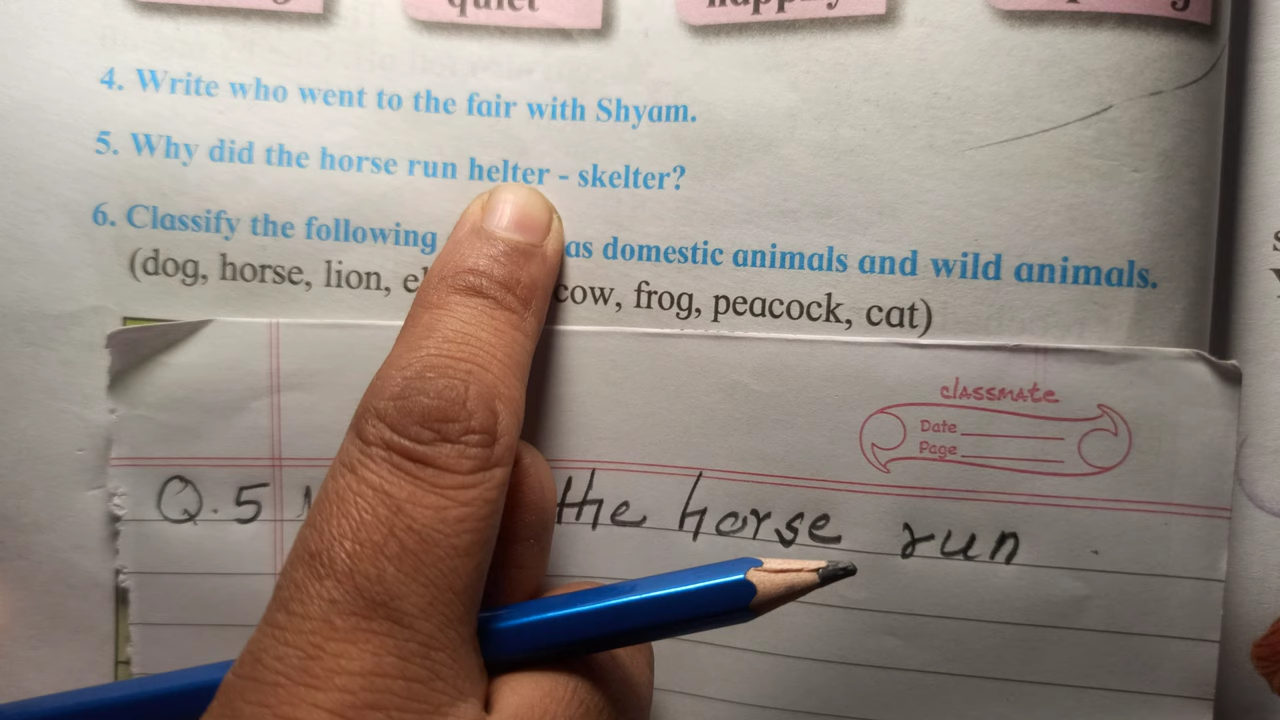 quiet
4. Write who went to the fair with Shyam.
5. Why did the horse run helter - skelter?
6. Classify the following as domestic animals and wild animals.
(dog, horse, lion, cow, frog, peacock, cat)
classmate
Date
Page
Q.5 the horse run